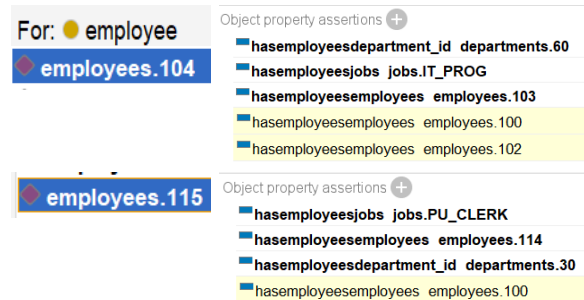 For: employee
employees.104
Object property assertions
hasemployeesdepartment_id departments.60
hasemployeesjobs jobs.IT_PROG
hasemployeesemployees employees.103
hasemployeesemployees employees.100
hasemployeesemployees employees.102
employees.115
Object property assertions
hasemployeesjobs jobs.PU_CLERK
hasemployeesemployees employees.114
hasemployeesdepartment_id departments.30
hasemployeesemployees employees.100